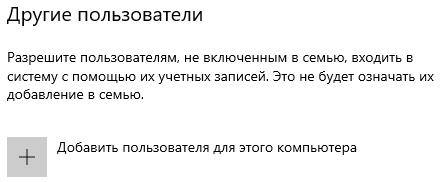 Другие пользователи
Разрешите пользователям, не включенным в семью, входить в
систему с помощью их учетных записей. Это не будет означать их
добавление в семью.
Добавить пользователя для этого компьютера